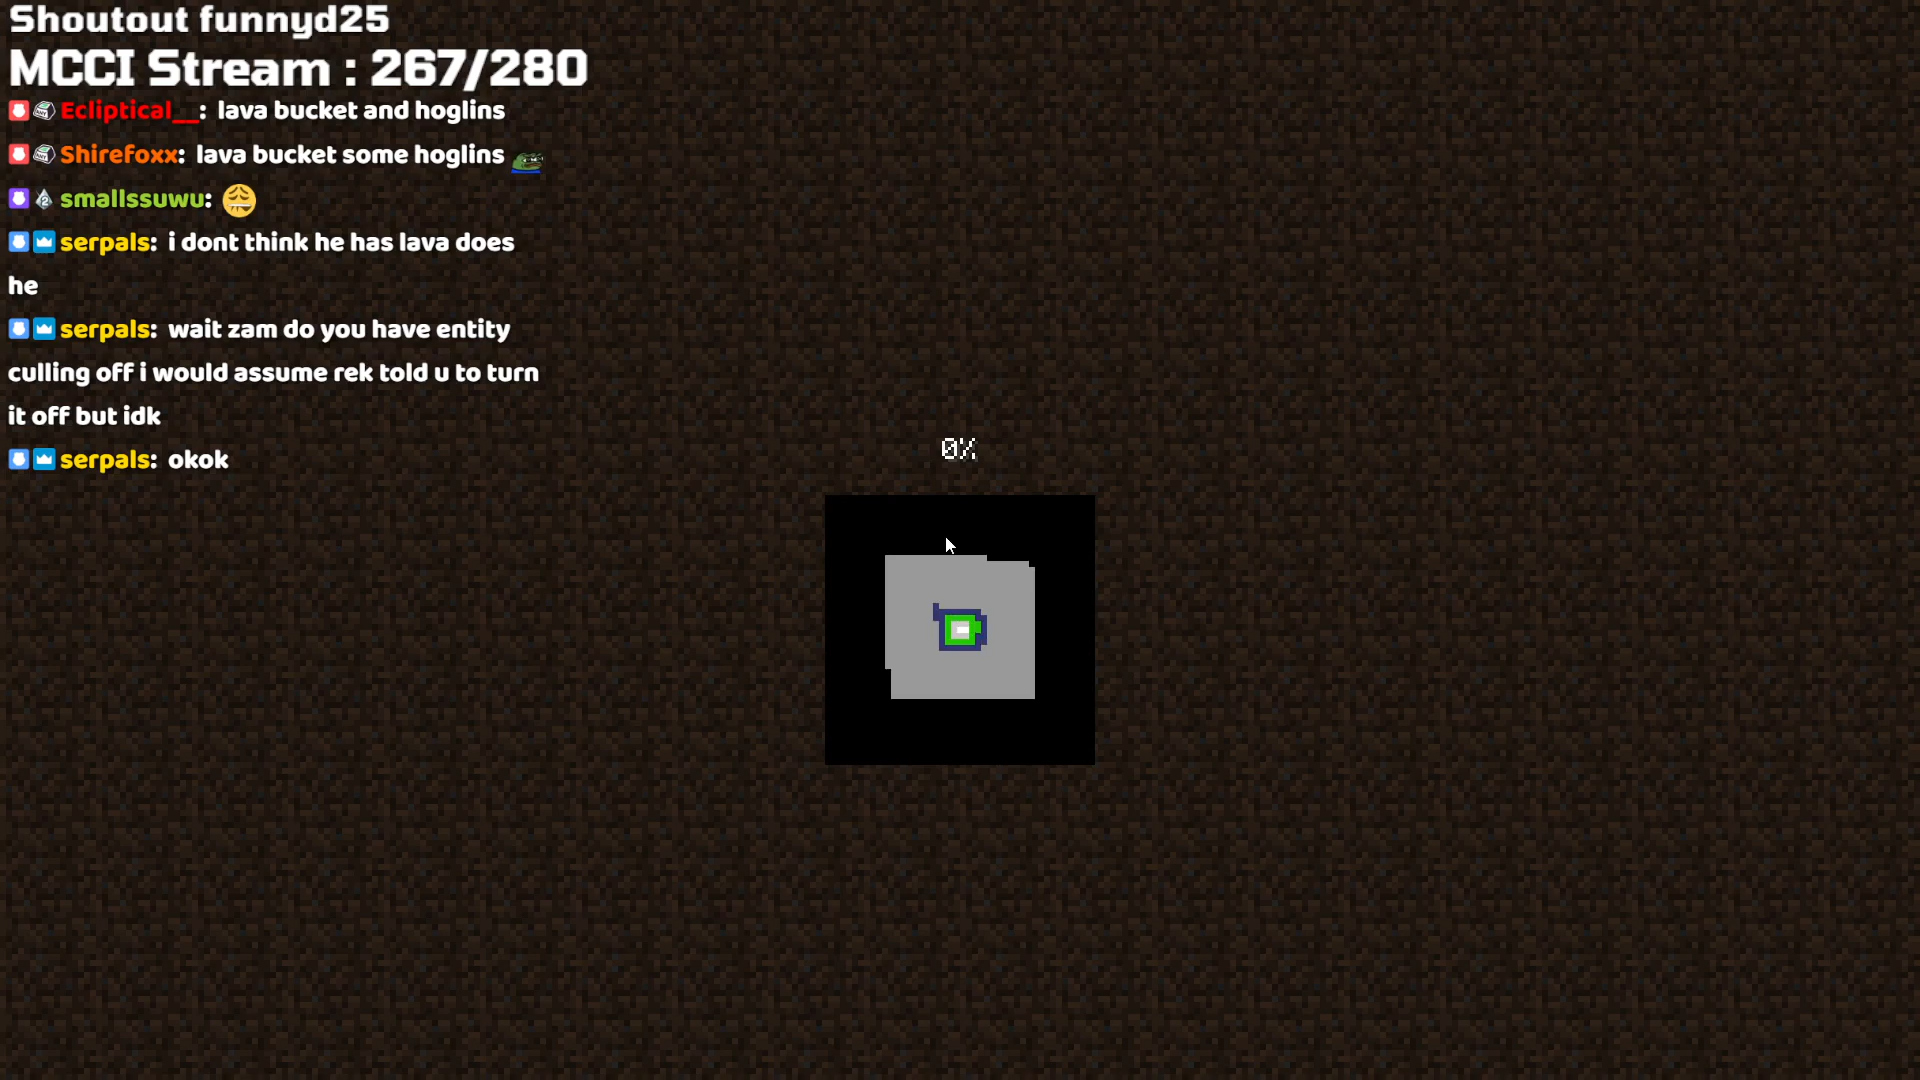 Shoutout funnyd25
MCCI Stream : 267/280
Ecliptical__: lava bucket and hoglins
Shirefoxx: lava bucket some hoglins
smallssuwu:
serpals: i dont think he has lava does
he
serpals: wait zam do you have entity
culling off i would assume rek told u to turn
it off but idk
serpals: okok
0%